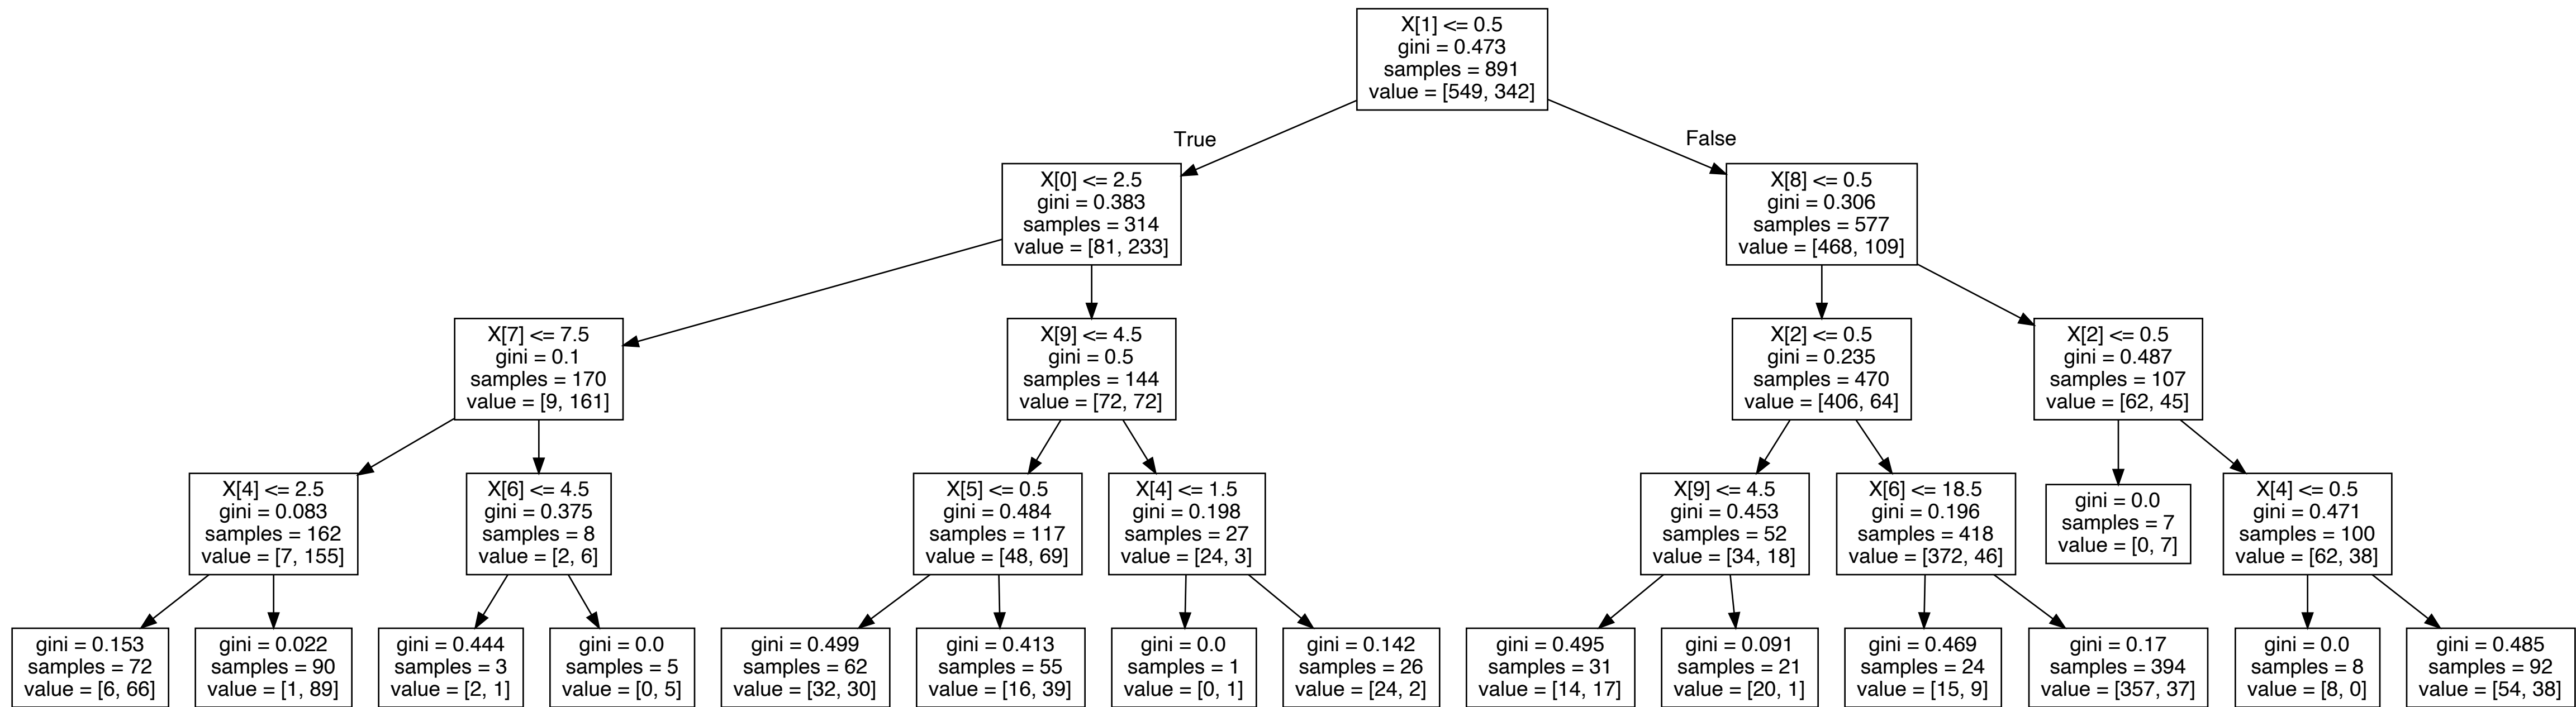 X[1] <= 0.5
gini = 0.473
samples = 891
value = [549, 342]
True
False
X[0] <= 2.5
gini = 0.383
samples = 314
value = [81, 233]
X[8] <= 0.5
gini = 0.306
samples = 577
value = [468, 109]
X[7] <= 7.5
gini = 0.1
samples = 170
value = [9, 161]
X[9] <= 4.5
gini = 0.5
samples = 144
value = [72, 72]
X[2] <= 0.5
gini = 0.235
samples = 470
value = [406, 64]
X[2] <= 0.5
gini = 0.487
samples = 107
value = [62, 45]
X[4] <= 2.5
gini = 0.083
samples = 162
value = [7, 155]
X[6] <= 4.5
gini = 0.375
samples = 8
value = [2, 6]
X[5] <= 0.5
gini = 0.484
samples = 117
value = [48, 69]
X[4] <= 1.5
gini = 0.198
samples = 27
value = [24, 3]
X[9] <= 4.5
gini = 0.453
samples = 52
value = [34, 18]
X[6] <= 18.5
gini = 0.196
samples = 418
value = [372, 46]
gini = 0.0
samples = 7
value = [0, 7]
X[4] <= 0.5
gini = 0.471
samples = 100
value = [62, 38]
gini = 0.153
samples = 72
value = [6, 66]
gini = 0.022
samples = 90
value = [1, 89]
gini = 0.444
samples = 3
value = [2, 1]
gini = 0.0
samples = 5
value = [0, 5]
gini = 0.499
samples = 62
value = [32, 30]
gini = 0.413
samples = 55
value = [16, 39]
gini = 0.0
samples = 1
value = [0, 1]
gini = 0.142
samples = 26
value = [24, 2]
gini = 0.495
samples = 31
value = [14, 17]
gini = 0.091
samples = 21
value = [20, 1]
gini = 0.469
samples = 24
value = [15, 9]
gini = 0.17
samples = 394
value = [357, 37]
gini = 0.0
samples = 8
value = [8, 0]
gini = 0.485
samples = 92
value = [54, 38]